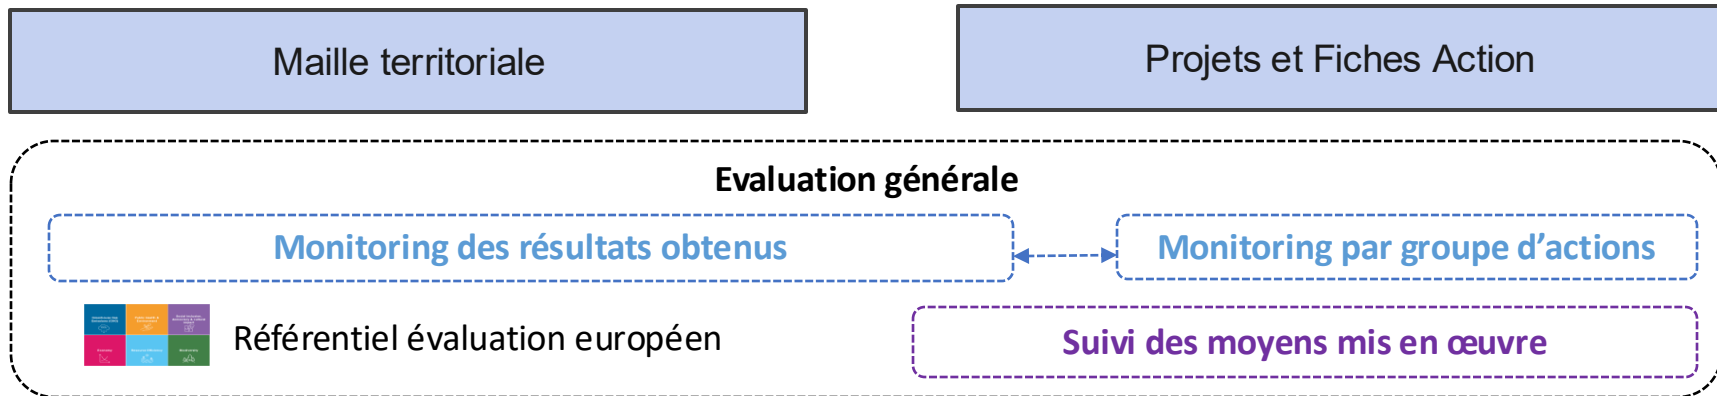 Maille territoriale
Projets et Fiches Action
Evaluation générale
Monitoring des résultats obtenus
Monitoring par groupe d’actions
Référentiel évaluation européen
Suivi des moyens mis en œuvre